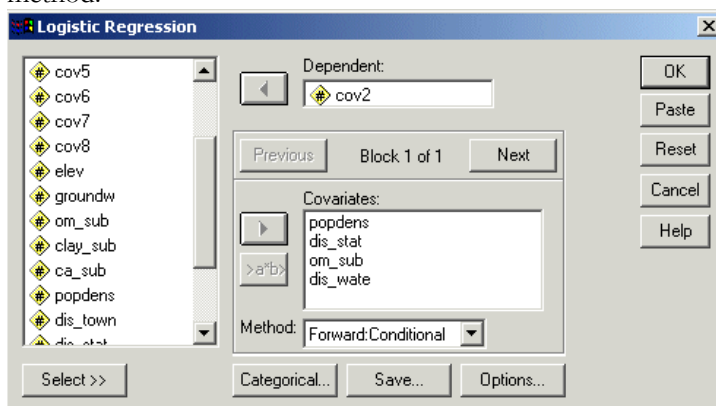 method.
Logistic Regression
cov5
cov6
cov7
cov8
elev
groundw
om_sub
clay_sub
ca_sub
popdens
dis_town
dis_stat
Select >>
Dependent:
cov2
Previous
Block 1 of 1
Next
Covariates:
popdens
dis_stat
om_sub
dis_wate
>a*b>
Method:
Forward:Conditional
Categorical...
Save...
Options...
OK
Paste
Reset
Cancel
Help